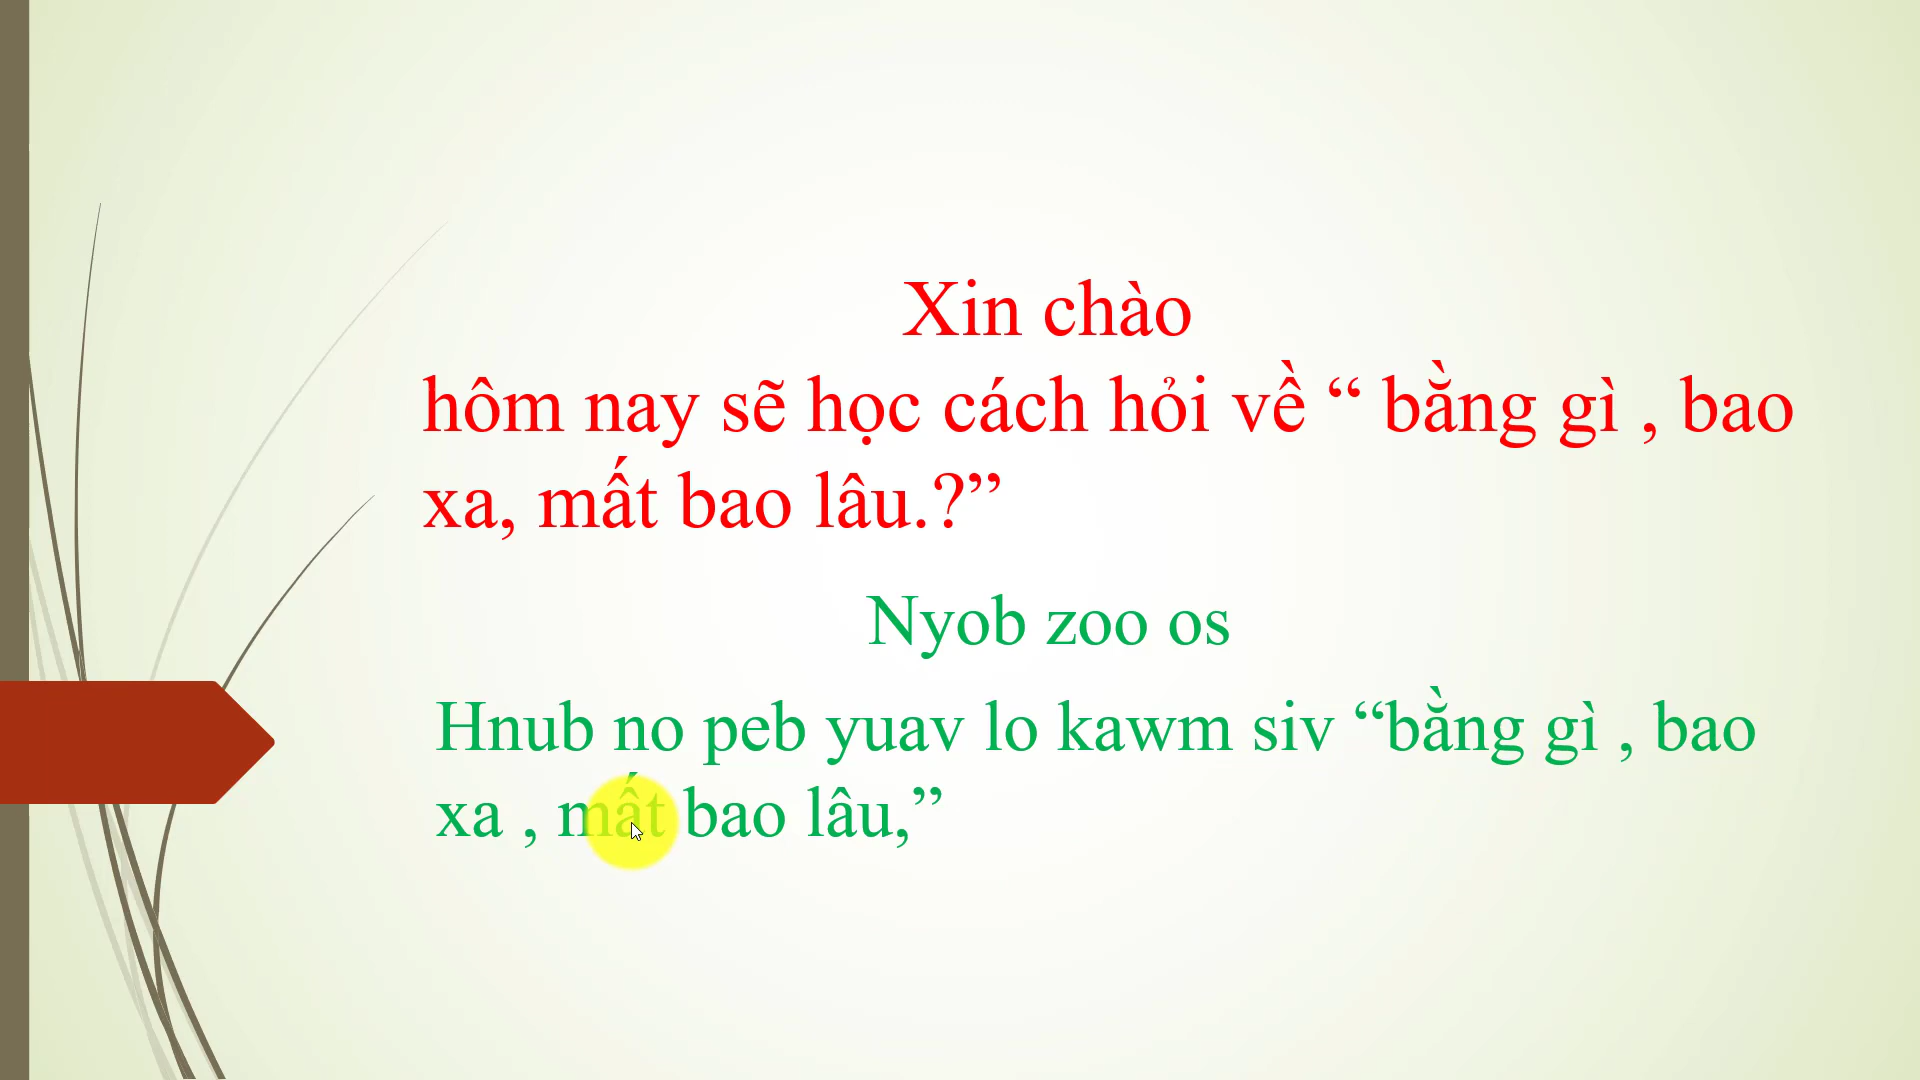 Xin chào
hôm nay sẽ học cách hỏi về “ bằng gì , bao
xa, mất bao lâu.?”
Nyob zoo os
Hnub no peb yuav lo kawm siv “bằng gì , bao
xa , mất bao lâu,”